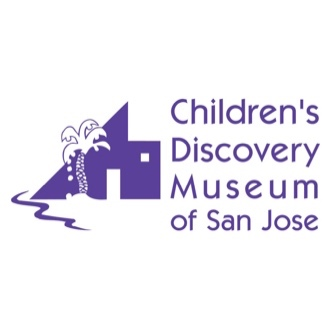 Children's
Discovery
Museum
of San Jose